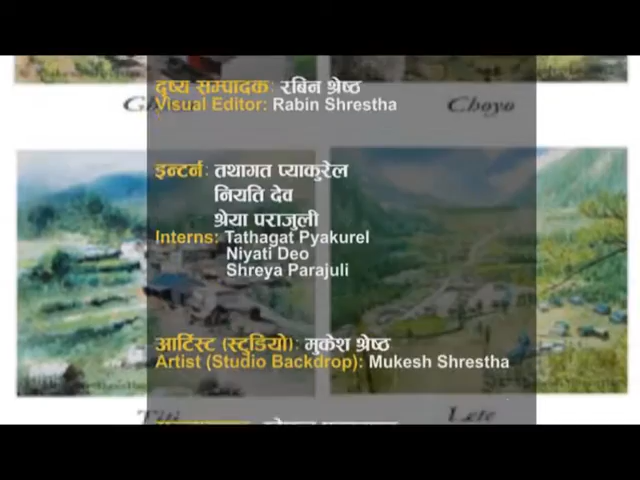 दृष्य सम्पादक: रबिन श्रेष्ठ
Visual Editor: Rabin Shrestha
Choyo
इन्टर्न: तथागत प्याकुरेल
नियति देव
श्रेया पराजुली
Interns: Tathagat Pyakurel
Niyati Deo
Shreya Parajuli
आर्टिस्ट (स्टुडियो): मुकेश श्रेष्ठ
Artist (Studio Backdrop): Mukesh Shrestha
Titi
Lete